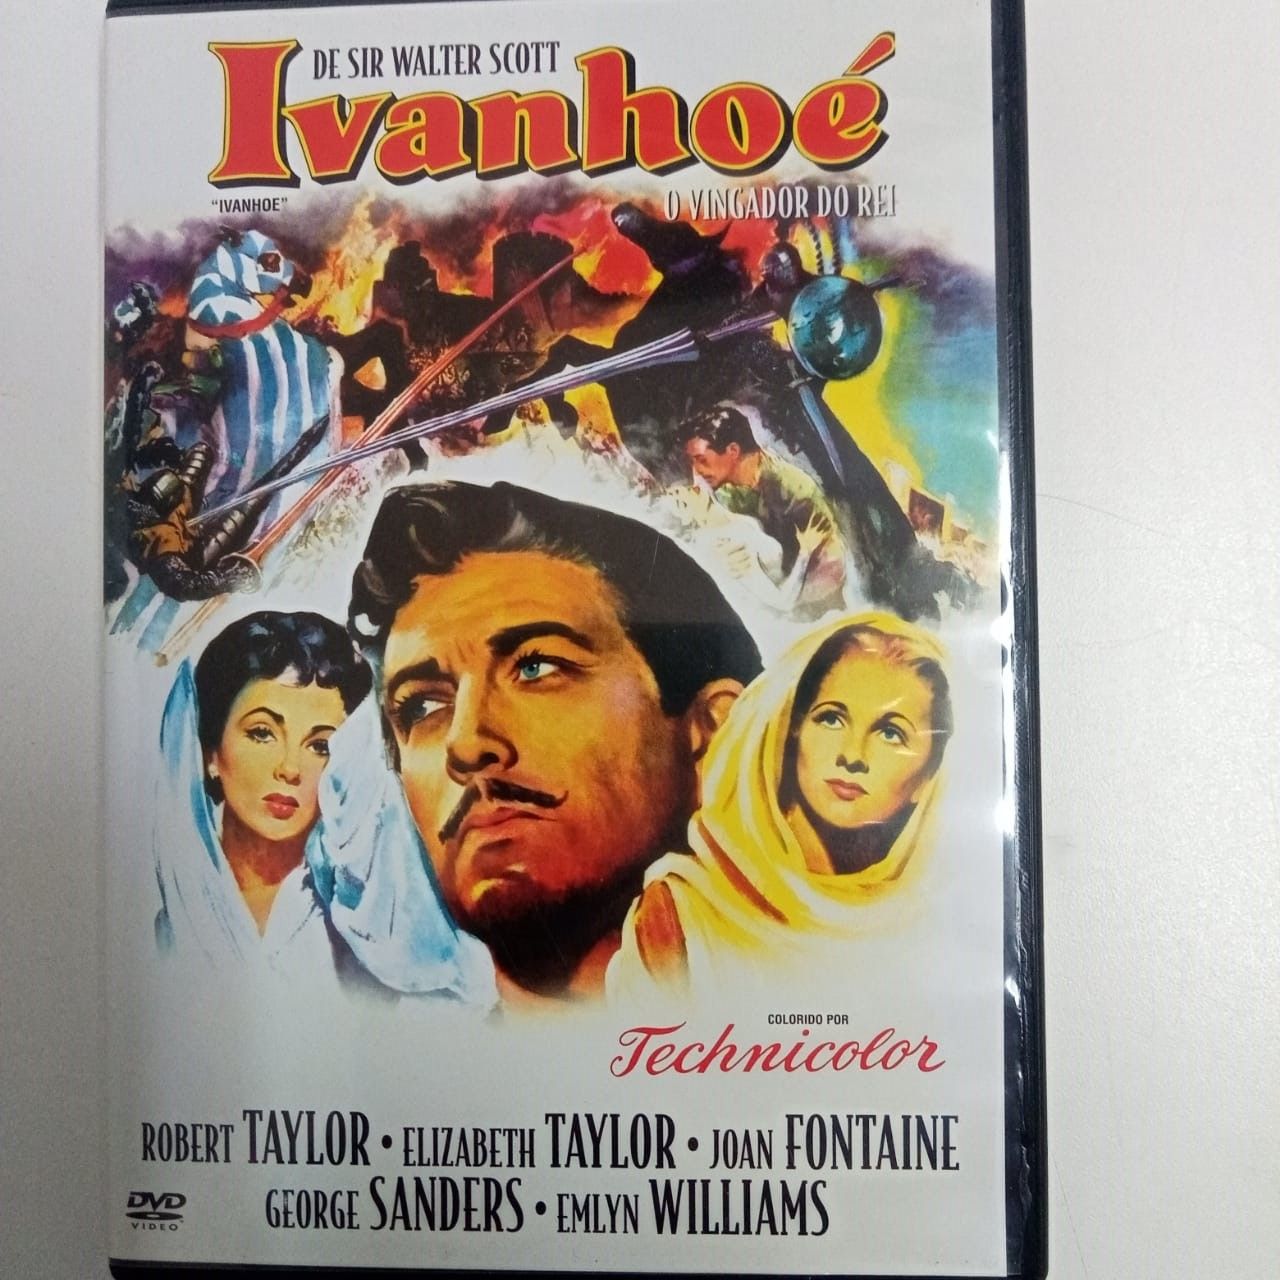 DE SIR WALTER SCOTT
Ivanhoé
"IVANHOE"
O VINGADOR DO REI
COLORIDO POR
Technicolor
ROBERT TAYLOR • ELIZABETH TAYLOR • JOAN FONTAINE
GEORGE SANDERS • EMLYN WILLIAMS
DVD
VIDEO